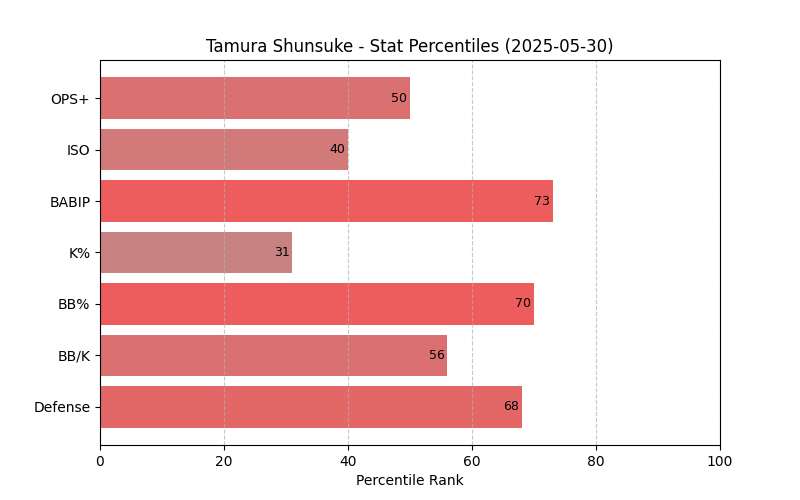 Tamura Shunsuke - Stat Percentiles (2025-05-30)
OPS+ 50
ISO 40
BABIP 73
K% 31
BB% 70
BB/K 56
Defense 68
0 20 40 60 80 100
Percentile Rank